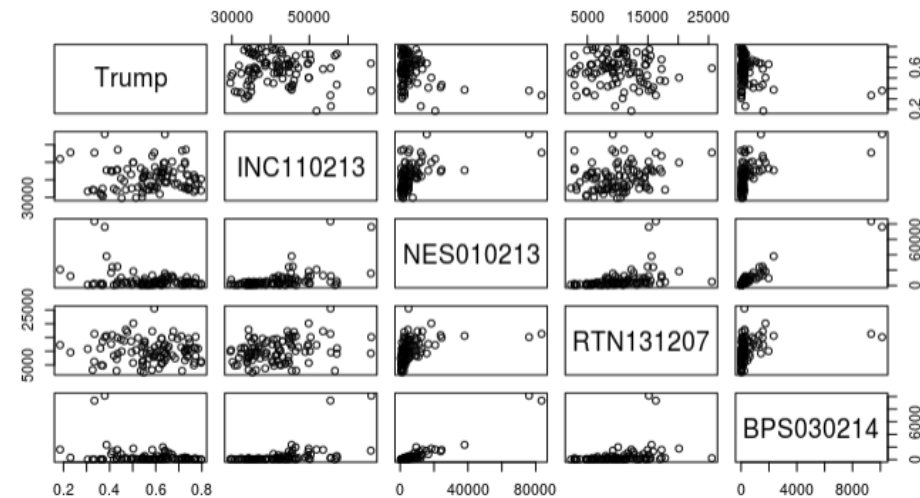 30000 50000
5000 15000 25000
Trump
0.2 0.6
INC110213
30000
NES010213
0 60000
5000 25000
RTN131207
BPS030214
0 6000
0.2 0.4 0.6 0.8
0 40000 80000
0 4000 8000